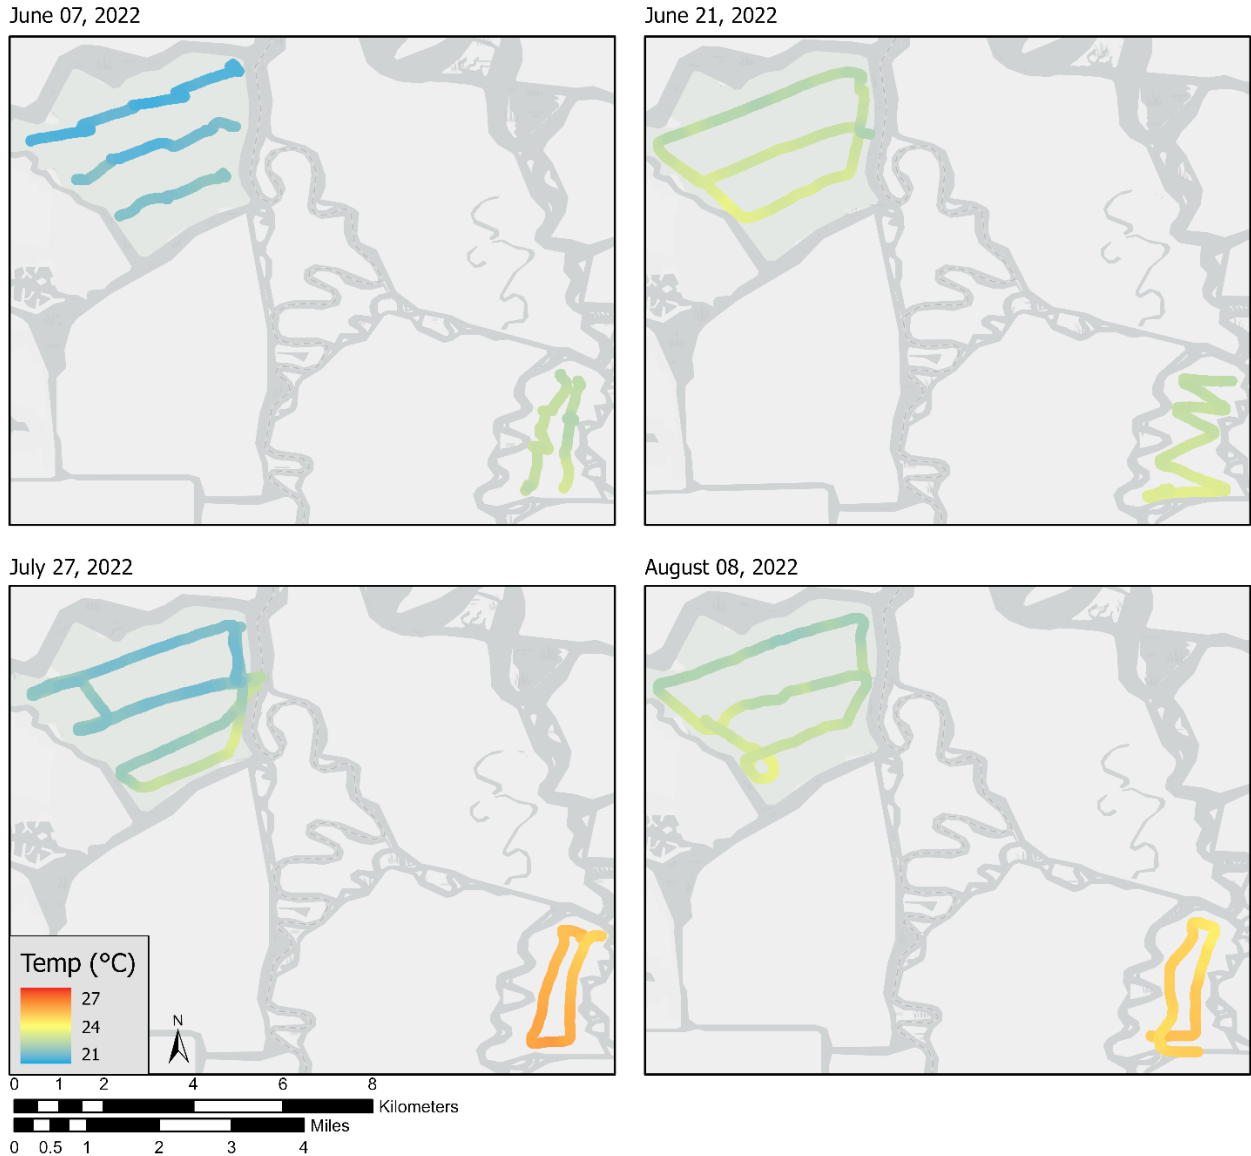 June 07, 2022
June 21, 2022
July 27, 2022
August 08, 2022
Temp (°C)
27
24
21
N
0 1 2 4 6 8
Kilometers
Miles
0 0.5 1 2 3 4